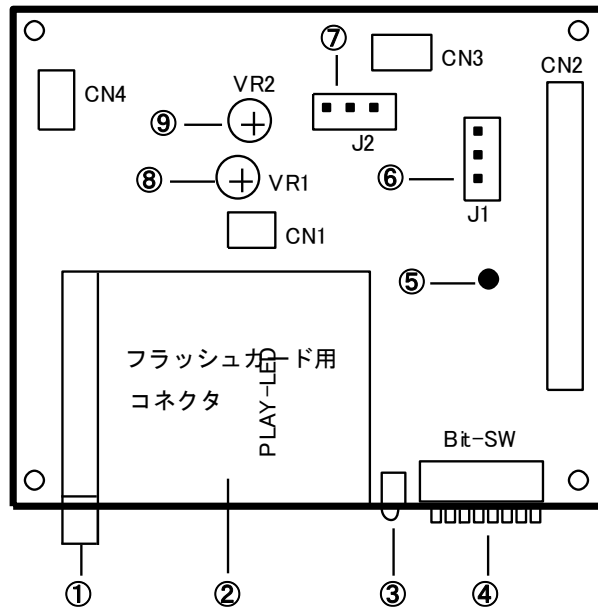 ⑦
CN3
CN2
CN4
VR2
⑨
J2
⑧
VR1
⑥
J1
CN1
⑤
フラッシュカード用
コネクタ
PLAY-LED
Bit-SW
①
②
③
④